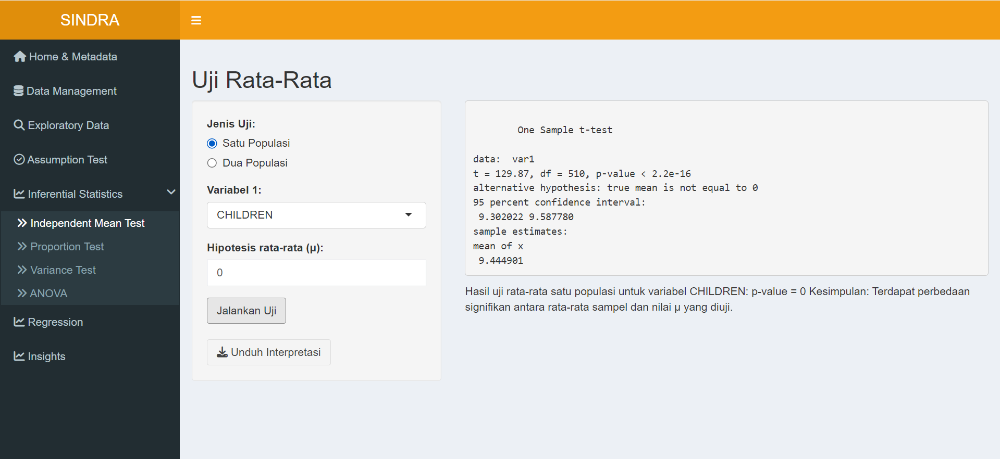 SINDRA
Home & Metadata
Data Management
Exploratory Data
Assumption Test
Inferential Statistics
Independent Mean Test
Proportion Test
Variance Test
ANOVA
Regression
Insights
Uji Rata-Rata
Jenis Uji:
Satu Populasi
Dua Populasi
Variabel 1:
CHILDREN
Hipotesis rata-rata (μ):
0
Jalankan Uji
Unduh Interpretasi
One Sample t-test
data:  var1
t = 129.87, df = 510, p-value < 2.2e-16
alternative hypothesis: true mean is not equal to 0
95 percent confidence interval:
9.302022 9.587780
sample estimates:
mean of x
9.444901
Hasil uji rata-rata satu populasi untuk variabel CHILDREN: p-value = 0 Kesimpulan: Terdapat perbedaan
signifikan antara rata-rata sampel dan nilai μ yang diuji.